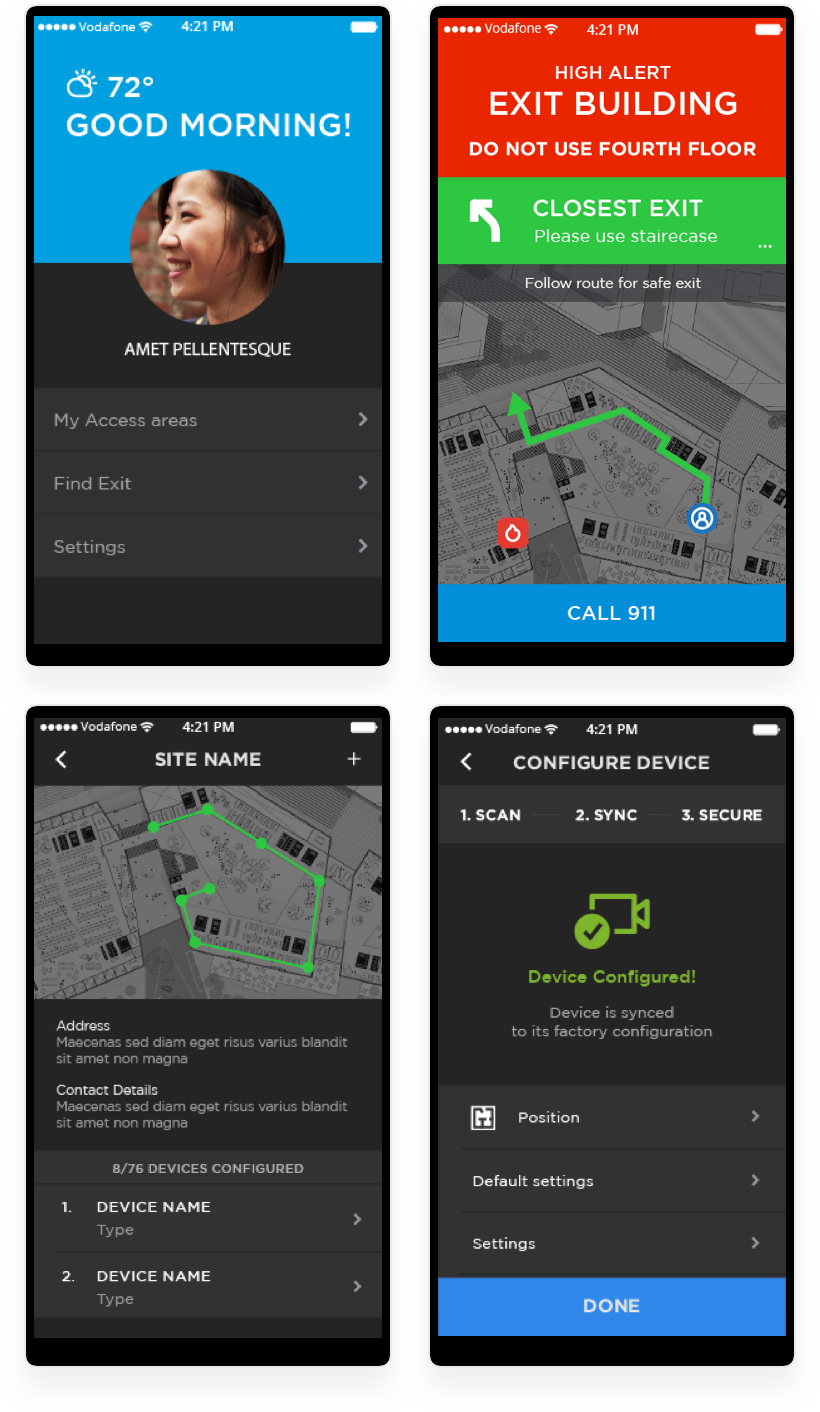 Vodafone 4:21 PM
72°
GOOD MORNING!
AMET PELLENTESQUE
My Access areas
Find Exit
Settings
Vodafone 4:21 PM
HIGH ALERT
EXIT BUILDING
DO NOT USE FOURTH FLOOR
CLOSEST EXIT
Please use stairecase
...
Follow route for safe exit
CALL 911
Vodafone 4:21 PM
SITE NAME
Address
Maecenas sed diam eget risus varius blandit
sit amet non magna
Contact Details
Maecenas sed diam eget risus varius blandit
sit amet non magna
8/76 DEVICES CONFIGURED
1. DEVICE NAME
Type
2. DEVICE NAME
Type
Vodafone 4:21 PM
CONFIGURE DEVICE
1. SCAN 2. SYNC 3. SECURE
Device Configured!
Device is synced
to its factory configuration
Position
Default settings
Settings
DONE